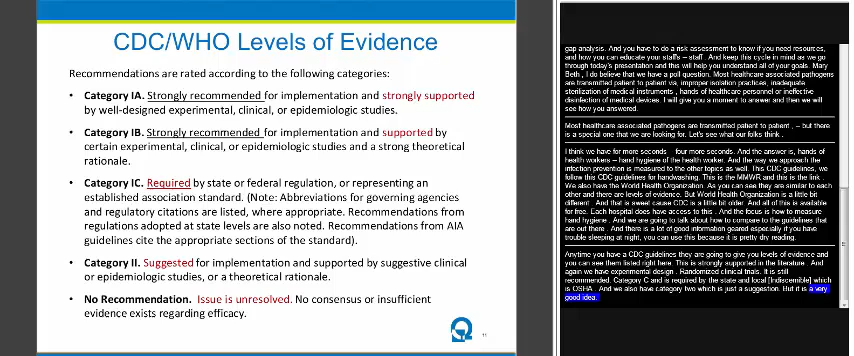 CDC/WHO Levels of Evidence
Recommendations are rated according to the following categories:
• Category IA. Strongly recommended for implementation and strongly supported
by well-designed experimental, clinical, or epidemiologic studies.
• Category IB. Strongly recommended for implementation and supported by
certain experimental, clinical, or epidemiologic studies and a strong theoretical
rationale.
• Category IC. Required by state or federal regulation, or representing an
established association standard. (Note: Abbreviations for governing agencies
and regulatory citations are listed, where appropriate. Recommendations from
regulations adopted at state levels are also noted. Recommendations from AIA
guidelines cite the appropriate sections of the standard).
• Category II. Suggested for implementation and supported by suggestive clinical
or epidemiologic studies, or a theoretical rationale.
• No Recommendation. Issue is unresolved. No consensus or insufficient
evidence exists regarding efficacy.
11
gap analysis. And you have to do a risk assessment to know if you need resources,
and how you can educate your staffs – staff . And keep this cycle in mind as we go
through today's presentation and this will help you understand all of your goals. Mary
Beth , I do believe that we have a poll question. Most healthcare associated pathogens
are transmitted patient to patient via, improper isolation practices, inadequate
sterilization of medical instruments , hands of healthcare personnel or ineffective
disinfection of medical devices. I will give you a moment to answer and then we will
see how you answered.
Most healthcare associated pathogens are transmitted patient to patient , – but there
is a special one that we are looking for. Let's see what our folks think .
I think we have for more seconds – four more seconds. And the answer is, hands of
health workers – hand hygiene of the health worker. And the way we approach the
infection prevention is measured to the other topics as well. This CDC guidelines, we
follow this CDC guidelines for handwashing. This is the MMWR and this is the link .
We also have the World Health Organization. As you can see they are similar to each
other and there are levels of evidence. But World Health Organization is a little bit
different . And that is sweat cause CDC is a little bit older. And all of this is available
for free. Each hospital does have access to this . And the focus is how to measure
hand hygiene. And we are going to talk about how to compare to the guidelines that
are out there . And there is a lot of good information geared especially if you have
trouble sleeping at night, you can use this because it is pretty dry reading.
Anytime you have a CDC guidelines they are going to give you levels of evidence and
you can see them listed right here. This is strongly supported in the literature . And
again we have experimental design . Randomized clinical trials. It is still
recommended. Category C and is required by the state and local [Indiscernible] which
is OSHA . And we also have category two which is just a suggestion. But it is a very
good idea.